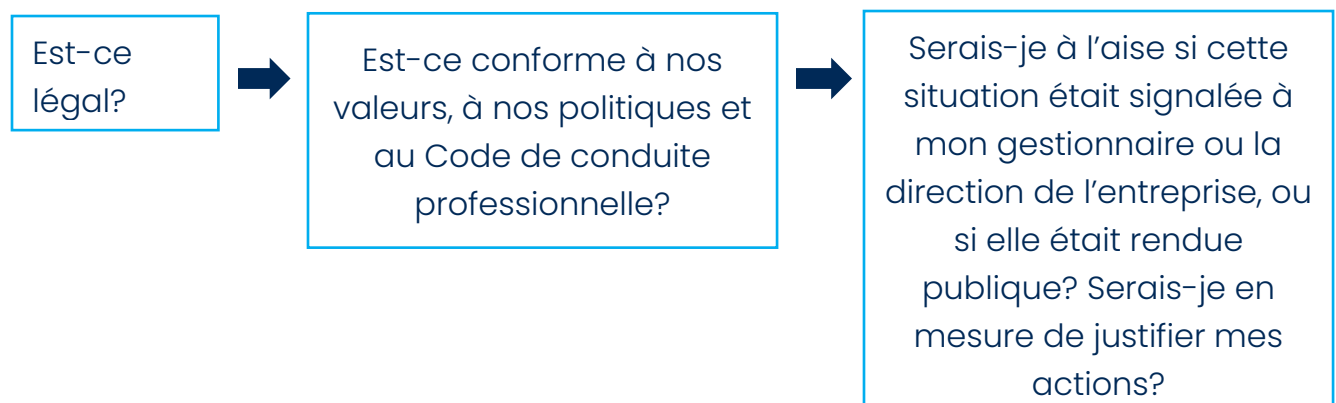 Est-ce
légal?
Est-ce conforme à nos
valeurs, à nos politiques et
au Code de conduite
professionnelle?
Serais-je à l’aise si cette
situation était signalée à
mon gestionnaire ou la
direction de l’entreprise, ou
si elle était rendue
publique? Serais-je en
mesure de justifier mes
actions?